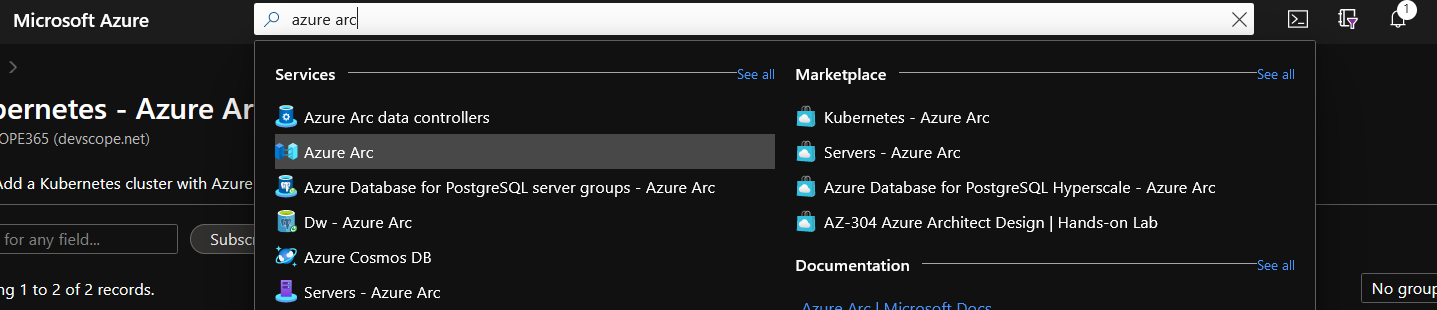 Microsoft Azure
azure arc
1
bernetes - Azure Ar
OPE365 (devscope.net)
Add a Kubernetes cluster with Azure
for any field...
Subsc
ng 1 to 2 of 2 records.
Services
See all
Azure Arc data controllers
Azure Arc
Azure Database for PostgreSQL server groups - Azure Arc
Dw - Azure Arc
Azure Cosmos DB
Servers - Azure Arc
Marketplace
See all
Kubernetes - Azure Arc
Servers - Azure Arc
Azure Database for PostgreSQL Hyperscale - Azure Arc
AZ-304 Azure Architect Design | Hands-on Lab
Documentation
See all
Azure Arc | Microsoft Docs
No group